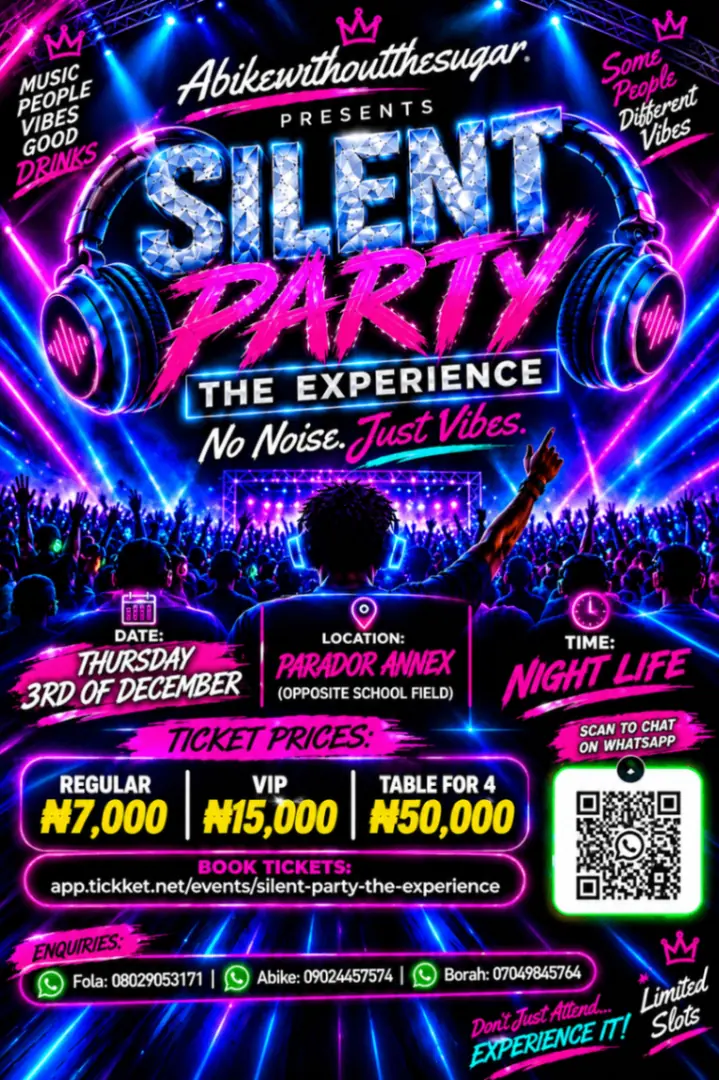 MUSIC
PEOPLE
VIBES
GOOD
DRINKS
Abikewithoutthesugar.
PRESENTS
Some
People
Different
Vibes
SILENT
PARTY
THE EXPERIENCE
No Noise. Just Vibes.
DATE:
THURSDAY
3RD OF DECEMBER
LOCATION:
PARADOR ANNEX
(OPPOSITE SCHOOL FIELD)
TIME:
NIGHT LIFE
TICKET PRICES:
REGULAR
₦7,000
VIP
₦15,000
TABLE FOR 4
₦50,000
SCAN TO CHAT
ON WHATSAPP
BOOK TICKETS:
app.tickket.net/events/silent-party-the-experience
ENQUIRIES:
Fola: 08029053171 | Abike: 09024457574 | Borah: 07049845764
Don't Just Attend...
EXPERIENCE IT!
*Limited
Slots